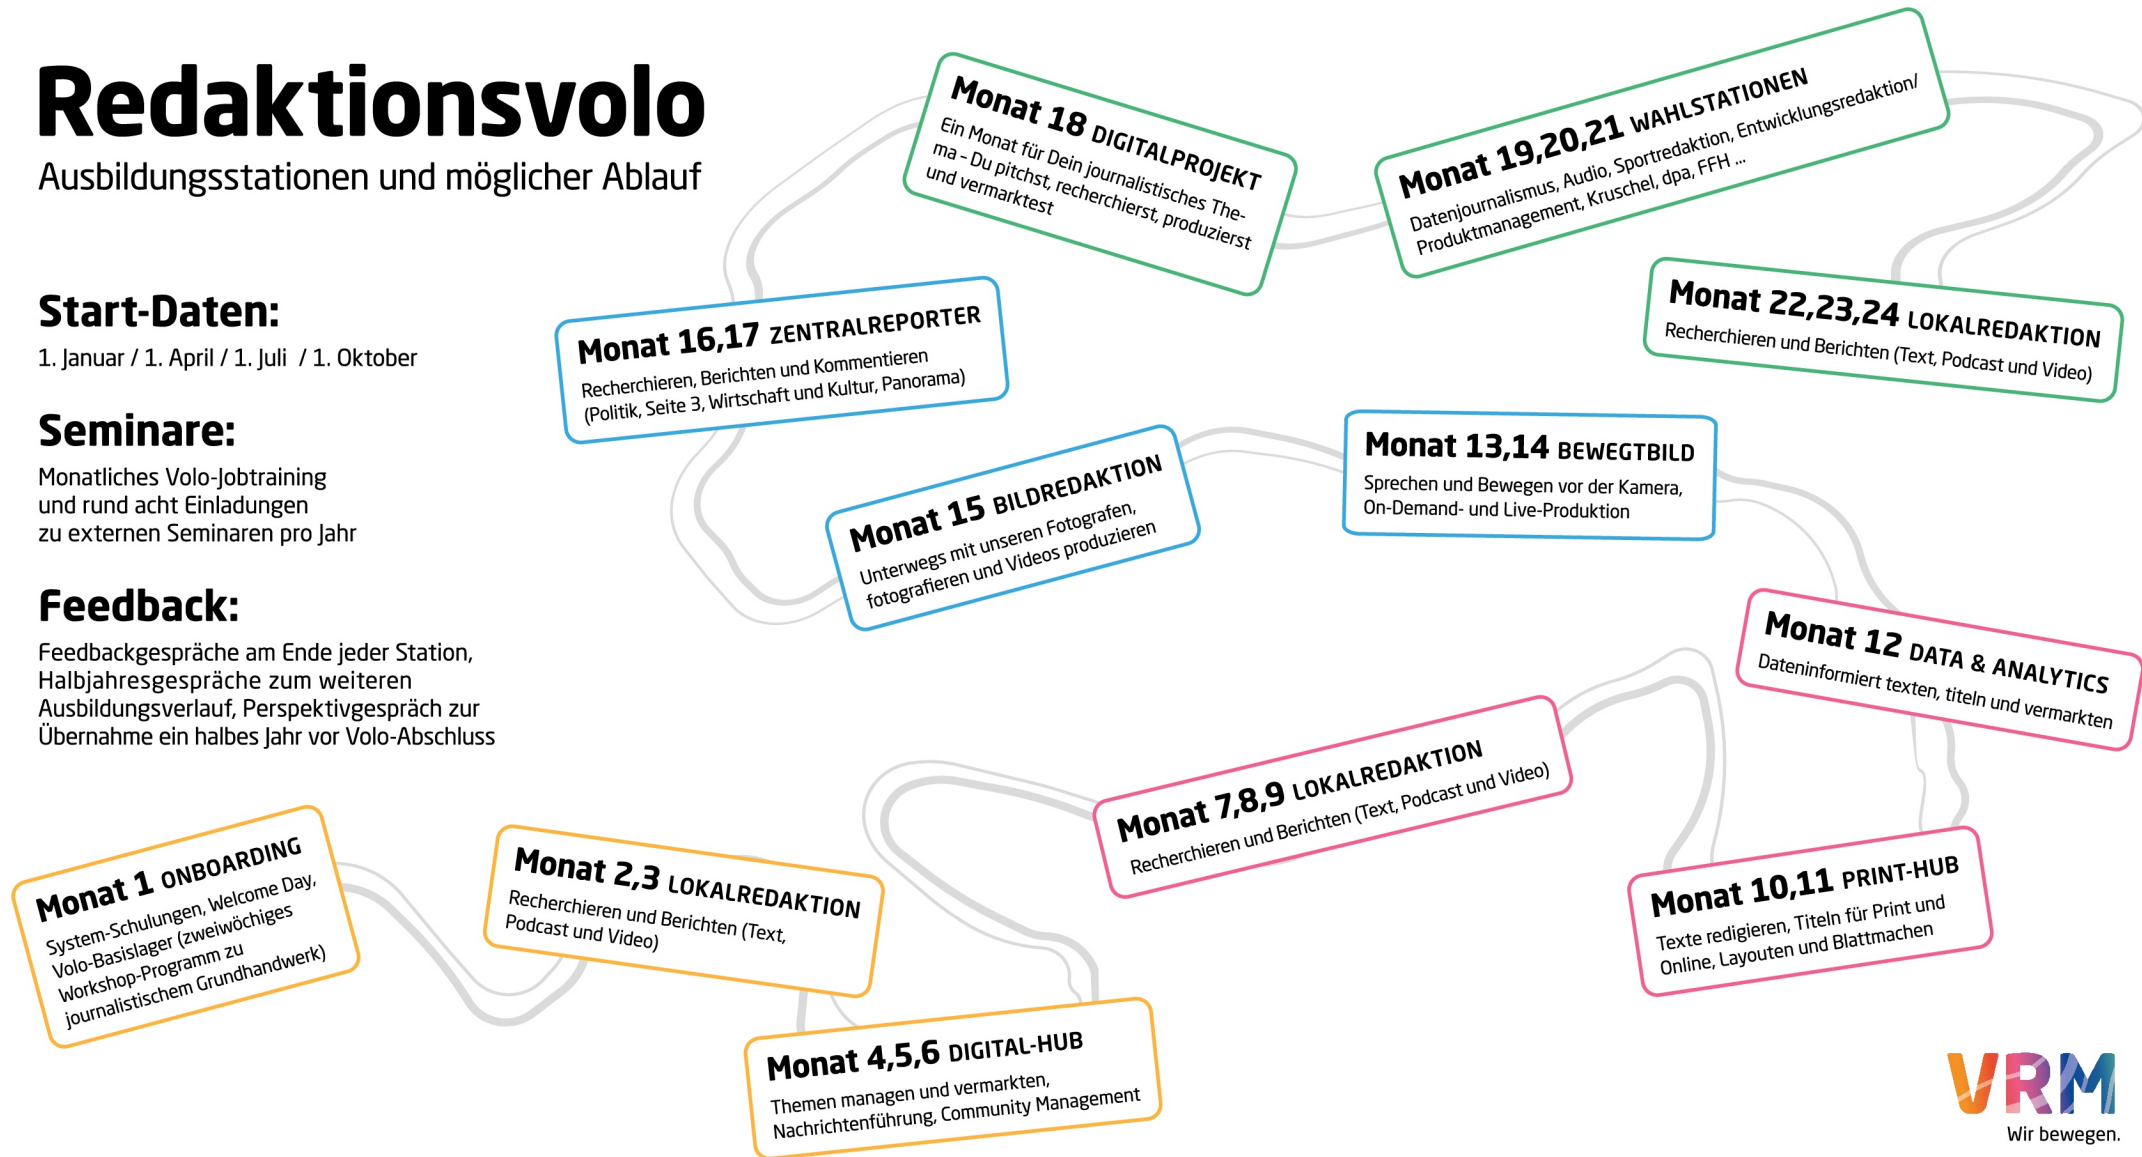 Redaktionsvolo
Ausbildungsstationen und möglicher Ablauf
Start-Daten:
1. Januar / 1. April / 1. Juli / 1. Oktober
Seminare:
Monatliches Volo-Jobtraining
und rund acht Einladungen
zu externen Seminaren pro Jahr
Feedback:
Feedbackgespräche am Ende jeder Station,
Halbjahresgespräche zum weiteren
Ausbildungsverlauf, Perspektivgespräch zur
Übernahme ein halbes Jahr vor Volo-Abschluss
Monat 1 ONBOARDING
System-Schulungen, Welcome Day,
Volo-Basislager (zweiwöchiges
Workshop-Programm zu
journalistischem Grundhandwerk)
Monat 2,3 LOKALREDAKTION
Recherchieren und Berichten (Text,
Podcast und Video)
Monat 4,5,6 DIGITAL-HUB
Themen managen und vermarkten,
Nachrichtenführung, Community Management
Monat 7,8,9 LOKALREDAKTION
Recherchieren und Berichten (Text, Podcast und Video)
Monat 10,11 PRINT-HUB
Texte redigieren, Titeln für Print und
Online, Layouten und Blattmachen
Monat 12 DATA & ANALYTICS
Dateninformiert texten, titeln und vermarkten
Monat 13,14 BEWEGTBILD
Sprechen und Bewegen vor der Kamera,
On-Demand- und Live-Produktion
Monat 15 BILDREDAKTION
Unterwegs mit unseren Fotografen,
fotografieren und Videos produzieren
Monat 16,17 ZENTRALREPORTER
Recherchieren, Berichten und Kommentieren
(Politik, Seite 3, Wirtschaft und Kultur, Panorama)
Monat 18 DIGITALPROJEKT
Ein Monat für Dein journalistisches The-
ma – Du pitchst, recherchierst, produzierst
und vermarktest
Monat 19,20,21 WAHLSTATIONEN
Datenjournalismus, Audio, Sportredaktion, Entwicklungsredaktion/
Produktmanagement, Kruschel, dpa, FFH ...
Monat 22,23,24 LOKALREDAKTION
Recherchieren und Berichten (Text, Podcast und Video)
VRM
Wir bewegen.